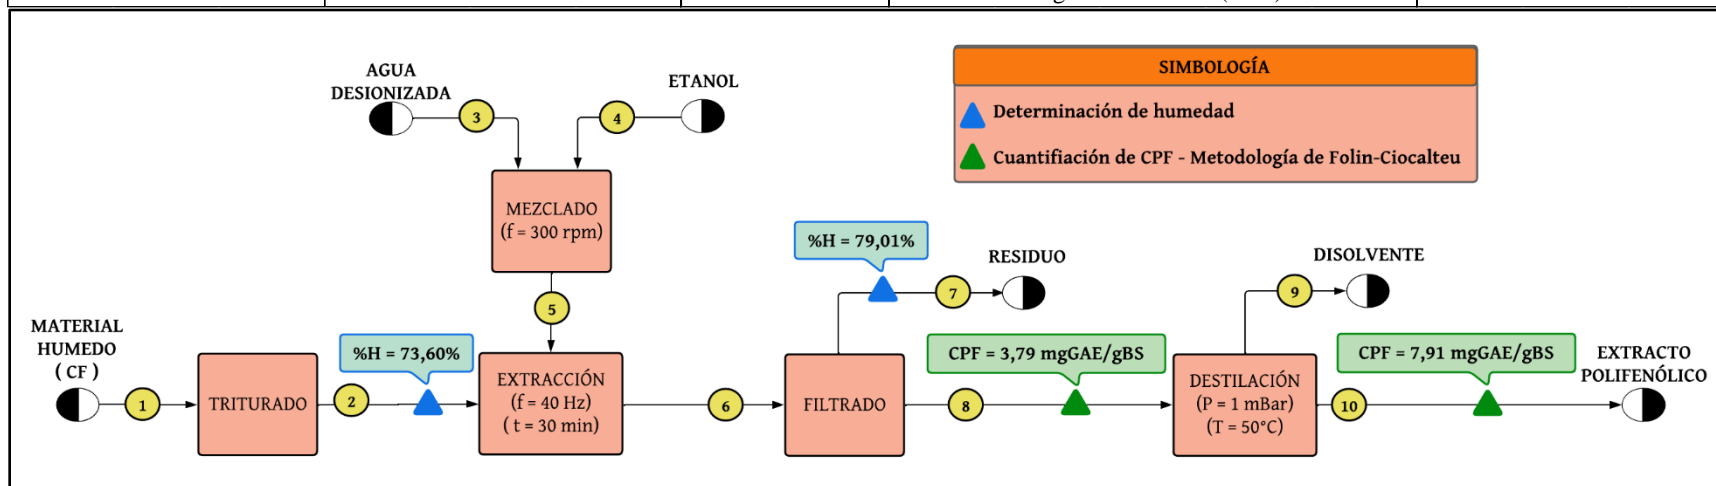 AGUA
DESIONIZADA
ETANOL
3
4
SIMBOLOGÍA
Determinación de humedad
Cuantifiación de CPF - Metodología de Folin-Ciocalteu
MEZCLADO
(f = 300 rpm)
5
%H = 79,01%
RESIDUO
7
DISOLVENTE
9
MATERIAL
HUMEDO
( CF )
1
TRITURADO
%H = 73,60%
2
EXTRACCIÓN
(f = 40 Hz)
( t = 30 min)
6
FILTRADO
CPF = 3,79 mgGAE/gBS
8
DESTILACIÓN
(P = 1 mBar)
(T = 50°C)
CPF = 7,91 mgGAE/gBS
10
EXTRACTO
POLIFENÓLICO